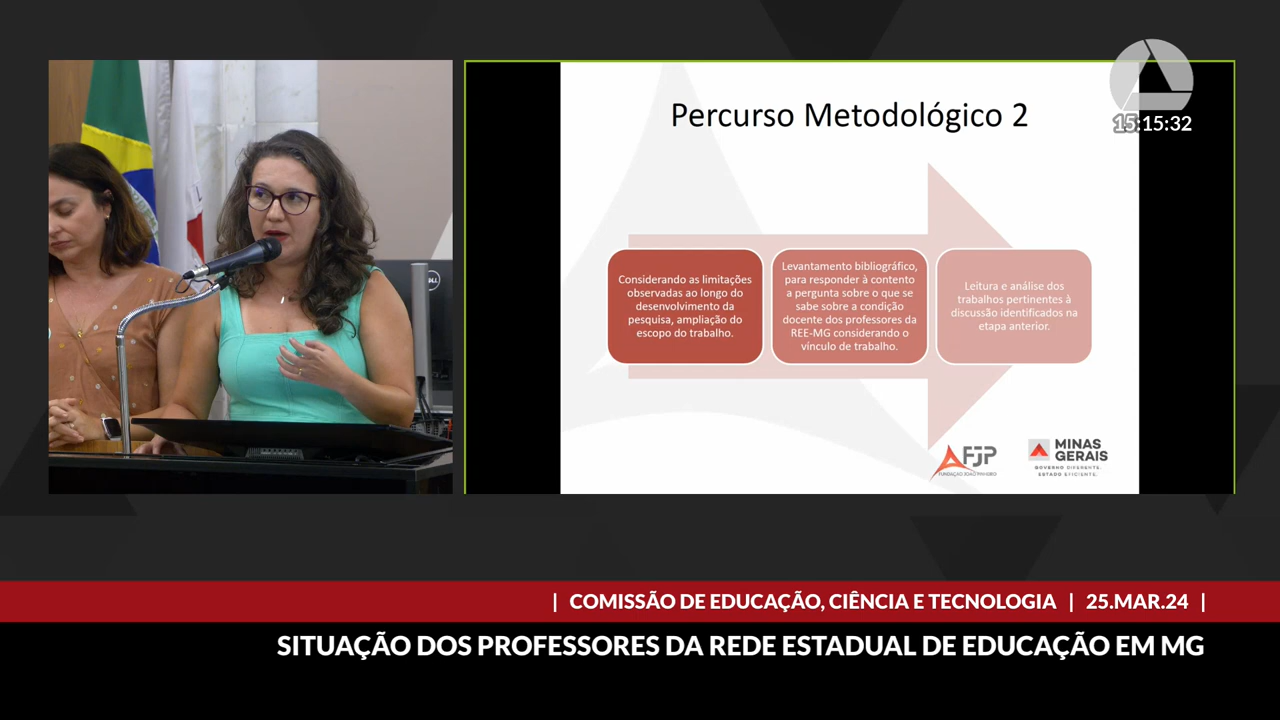 Percurso Metodológico 2
15:15:32
Considerando as limitações
observadas ao longo do
desenvolvimento da
pesquisa, ampliação do
escopo do trabalho.
Levantamento bibliográfico,
para responder à contento
a pergunta sobre o que se
sabe sobre a condição
docente dos professores da
REE-MG considerando o
vínculo de trabalho.
Leitura e análise dos
trabalhos pertinentes à
discussão identificados na
etapa anterior.
FJP
FUNDAÇÃO JOÃO PINHEIRO
MINAS
GERAIS
GOVERNO DIFERENTE.
ESTADO EFICIENTE.
DELL
| COMISSÃO DE EDUCAÇÃO, CIÊNCIA E TECNOLOGIA | 25.MAR.24 |
SITUAÇÃO DOS PROFESSORES DA REDE ESTADUAL DE EDUCAÇÃO EM MG